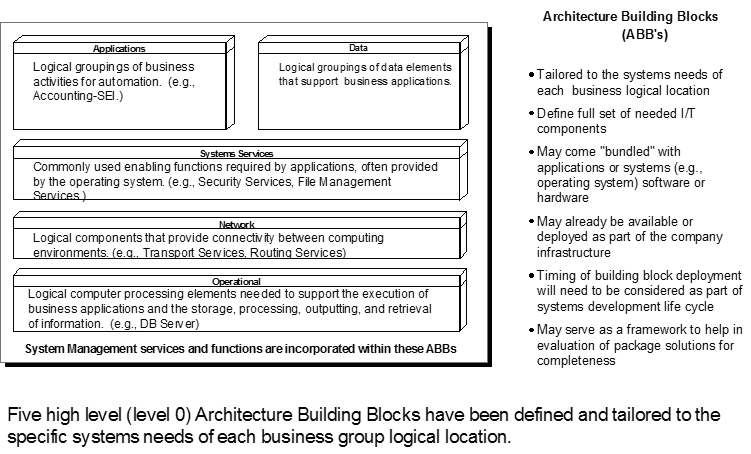 Applications
Logical groupings of business
activities for automation. (e.g.,
Accounting-SEI.)
Data
Logical groupings of data elements
that support business applications.
Systems Services
Commonly used enabling functions required by applications, often provided
by the operating system. (e.g., Security Services, File Management
Services.)
Network
Logical components that provide connectivity between computing
environments. (e.g., Transport Services, Routing Services)
Operational
Logical computer processing elements needed to support the execution of
business applications and the storage, processing, outputting, and retrieval
of information. (e.g., DB Server)
System Management services and functions are incorporated within these ABBs
Architecture Building Blocks
(ABB's)
• Tailored to the systems needs of
each business logical location
• Define full set of needed I/T
components
• May come "bundled" with
applications or systems (e.g.,
operating system) software or
hardware
• May already be available or
deployed as part of the company
infrastructure
• Timing of building block deployment
will need to be considered as part of
systems development life cycle
• May serve as a framework to help in
evaluation of package solutions for
completeness
Five high level (level 0) Architecture Building Blocks have been defined and tailored to the
specific systems needs of each business group logical location.